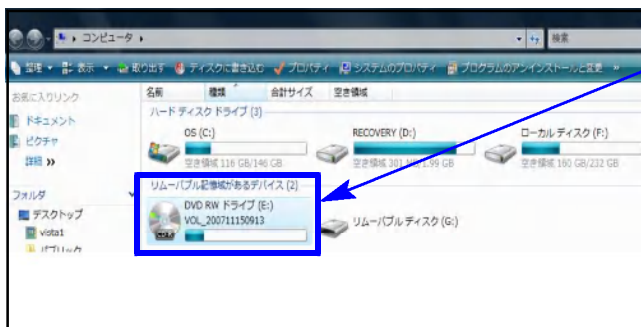 コンピュータ
検索
整理 表示 取り出す ディスクに書き込む プロパティ システムのプロパティ プログラムのアンインストールと変更 »
お気に入りリンク
ドキュメント
ピクチャ
詳細 »
フォルダ
デスクトップ
vista1
パブリック
名前 種類 合計サイズ 空き領域
ハード ディスク ドライブ (3)
OS (C:)
空き領域 116 GB/146 GB
RECOVERY (D:)
空き領域 301 MB/1.99 GB
ローカル ディスク (F:)
空き領域 160 GB/232 GB
リムーバブル記憶域があるデバイス (2)
DVD RW ドライブ (E:)
VOL_200711150913
リムーバブル ディスク (G:)